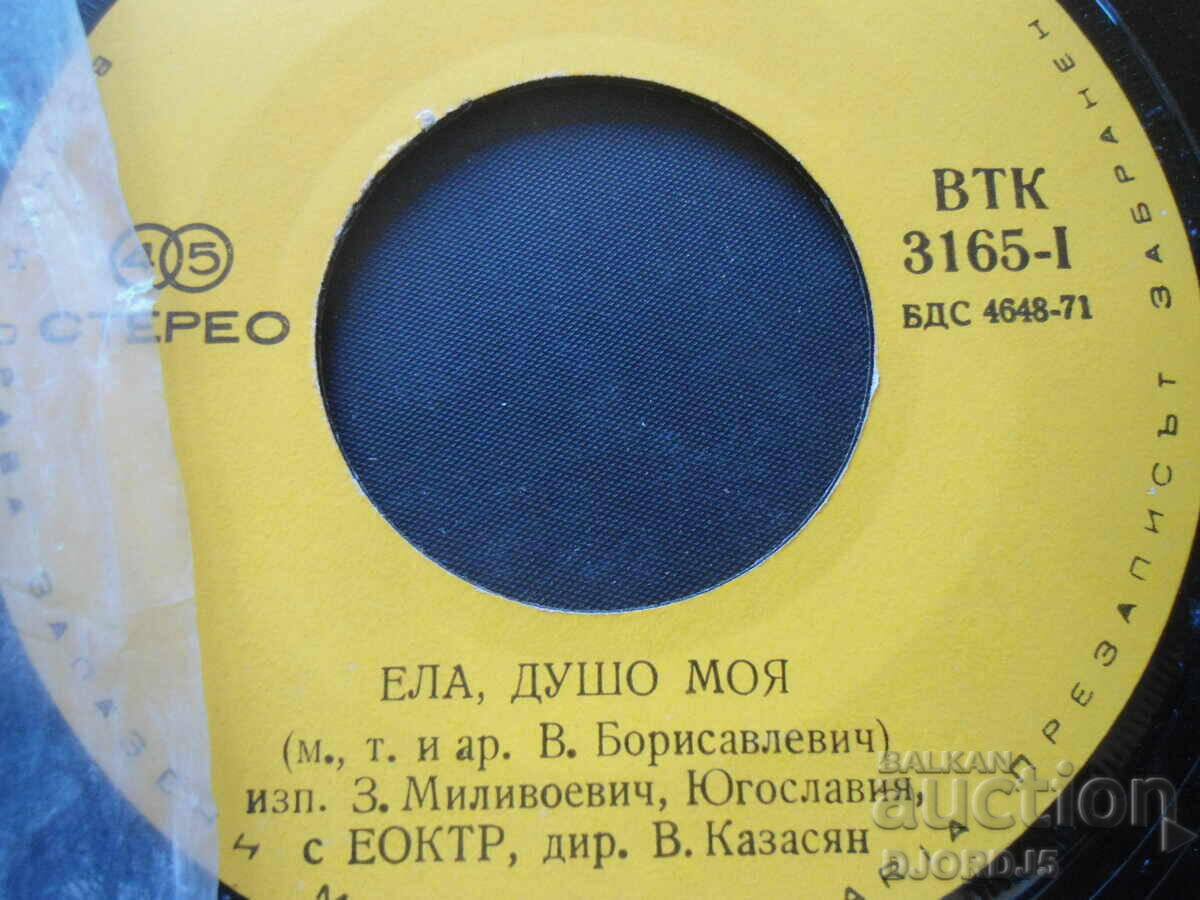 45
СТЕРЕО
ВТК
3165-I
БДС 4648-71
ЕЛА, ДУШО МОЯ
(м., т. и ар. В. Борисавлевич)
изп. З. Миливоевич, Югославия,
с ЕОКТР, дир. В. Казасян
ПРЕЗАПИСЪТ ЗАБРАНЕН
BALKAN
auction
DJORDJ5